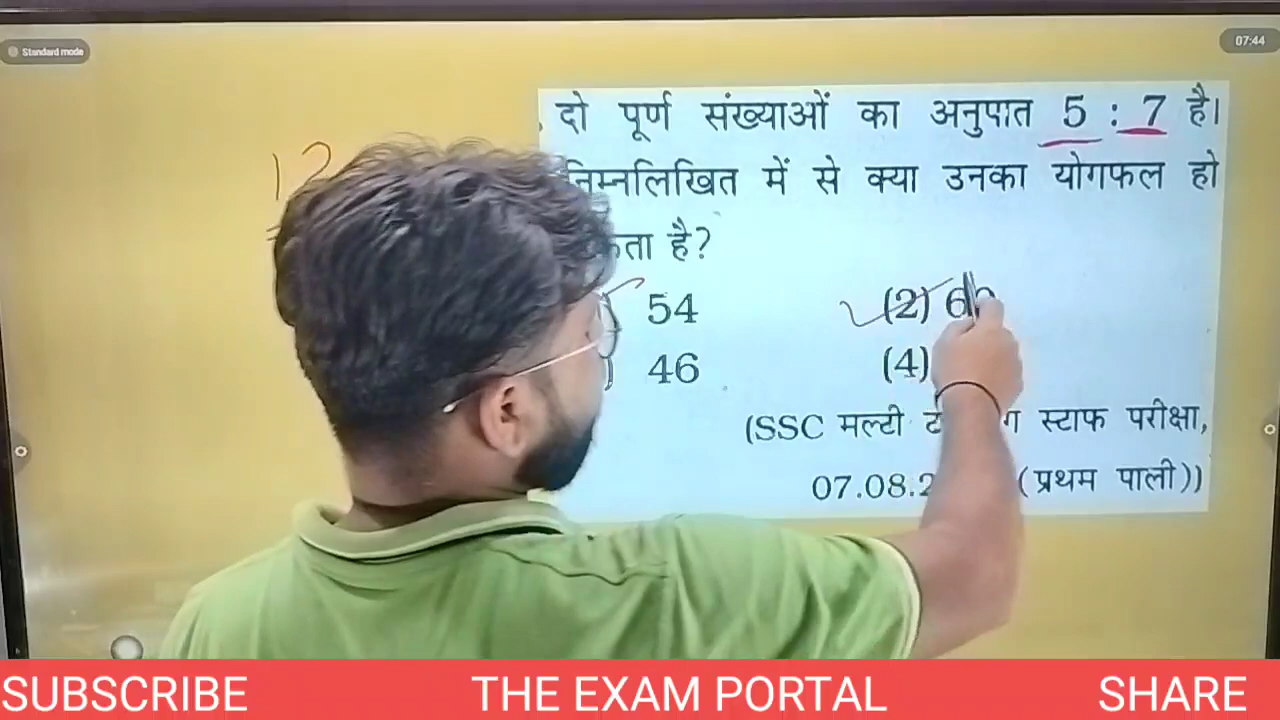 Standard mode
07:44
दो पूर्ण संख्याओं का अनुपात 5 : 7 है।
निम्नलिखित में से क्या उनका योगफल हो
है?
12
54 (2)
46 (4)
(SSC मल्टी स्टाफ परीक्षा,
07.08. (प्रथम पाली))
SUBSCRIBE THE EXAM PORTAL SHARE